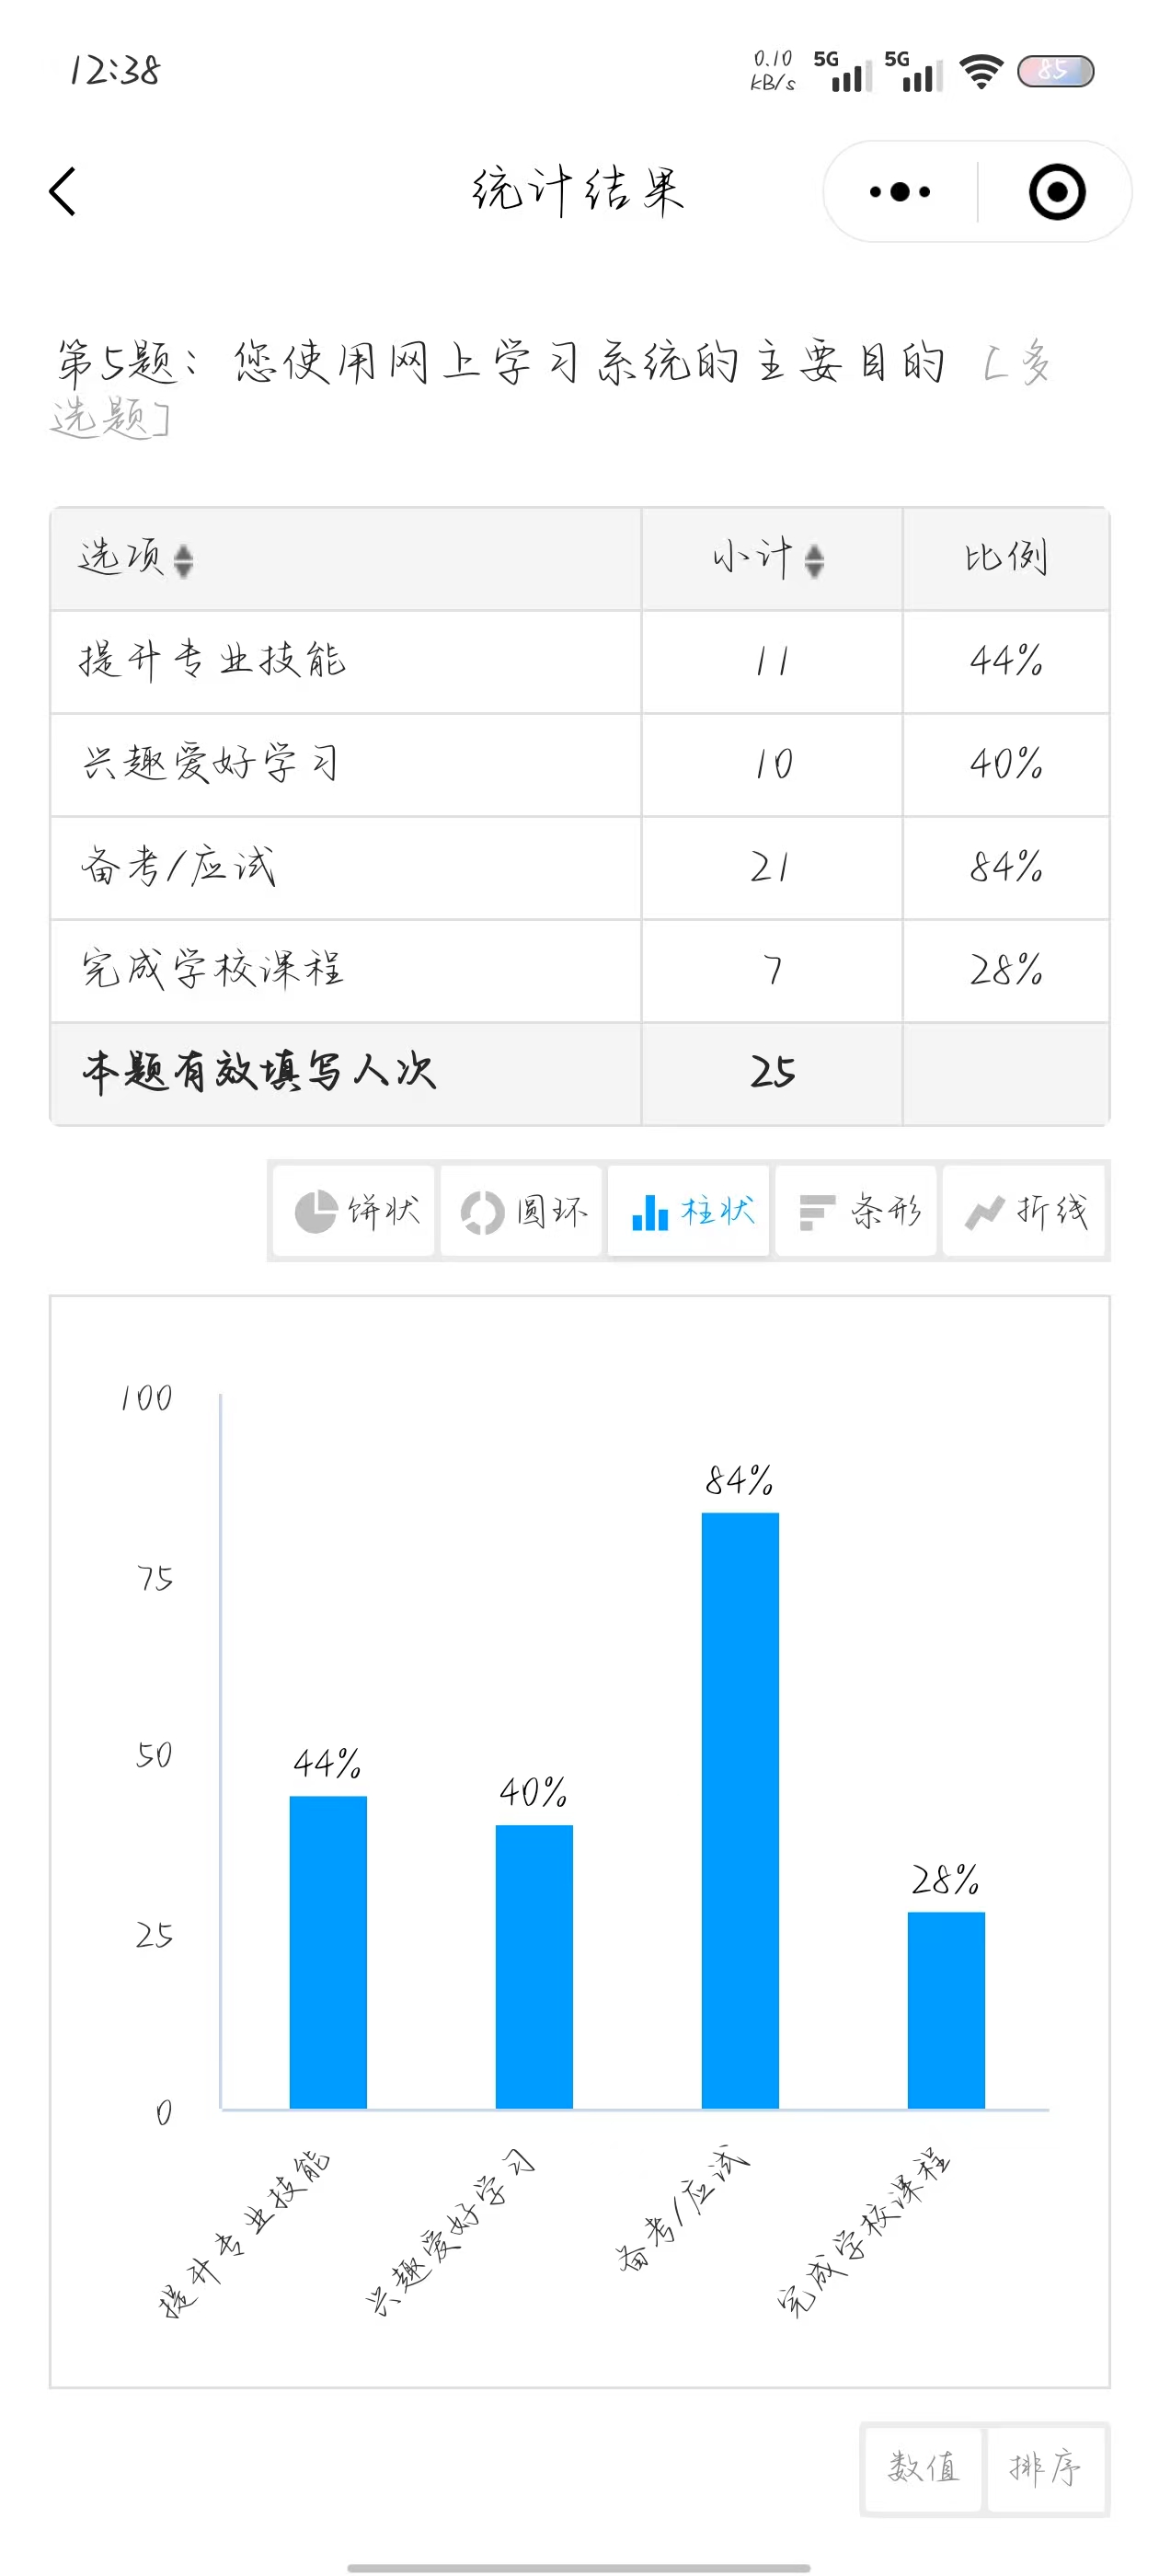 12:38
0.10
KB/s
5G
5G
85
统计结果
第5题：您使用网上学习系统的主要目的 [多
选题]
选项 小计 比例
提升专业技能 11 44%
兴趣爱好学习 10 40%
备考/应试 21 84%
完成学校课程 7 28%
本题有效填写人次 25
饼状 圆环 柱状 条形 折线
100
75
50
25
0
44%
40%
84%
28%
提升专业技能
兴趣爱好学习
备考/应试
完成学校课程
数值 排序